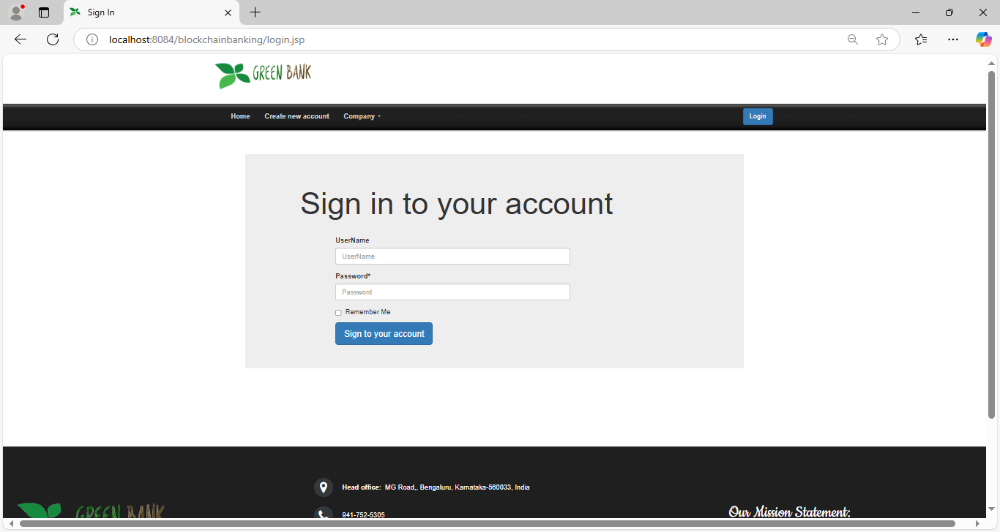 Sign In
localhost:8084/blockchainbanking/login.jsp
GREEN BANK
Home Create new account Company Login
Sign in to your account
UserName
UserName
Password*
Password
Remember Me
Sign to your account
Head office: MG Road,, Bengaluru, Karnataka-560033, India
GREEN BANK
941-752-5305
Our Mission Statement: